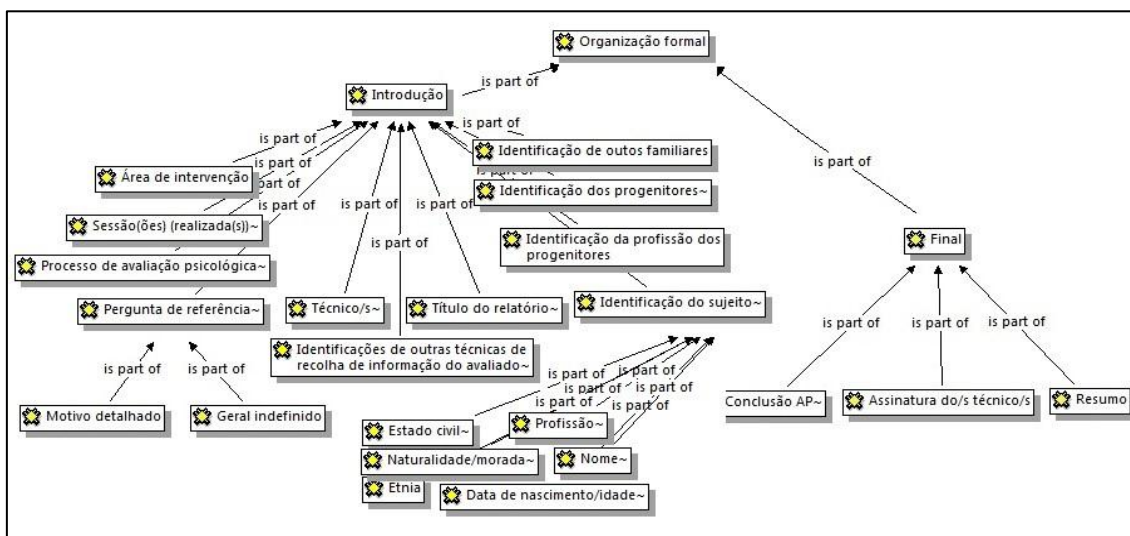 Organização formal
is part of
Introdução
is part of
is part of
is part of
Identificação de outos familiares
Área de intervenção
is part of
is part of
is part of
Identificação dos progenitores~
is part of
is part of
is part of
Sessão(ões) (realizada(s))~
Identificação da profissão dos
progenitores
Final
is part of
Processo de avaliação psicológica~
Pergunta de referência~
Técnico/s~
Título do relatório~
Identificação do sujeito~
is part of
is part of
is part of
Identificações de outras técnicas de
recolha de informação do avaliado~
is part of
is part of
is part of
is part of
is part of
is part of
is part of
Motivo detalhado
Geral indefinido
Conclusão AP~
Assinatura do/s técnico/s
Resumo
Estado civil~
Profissão~
Naturalidade/morada~
Nome~
Etnia
Data de nascimento/idade~